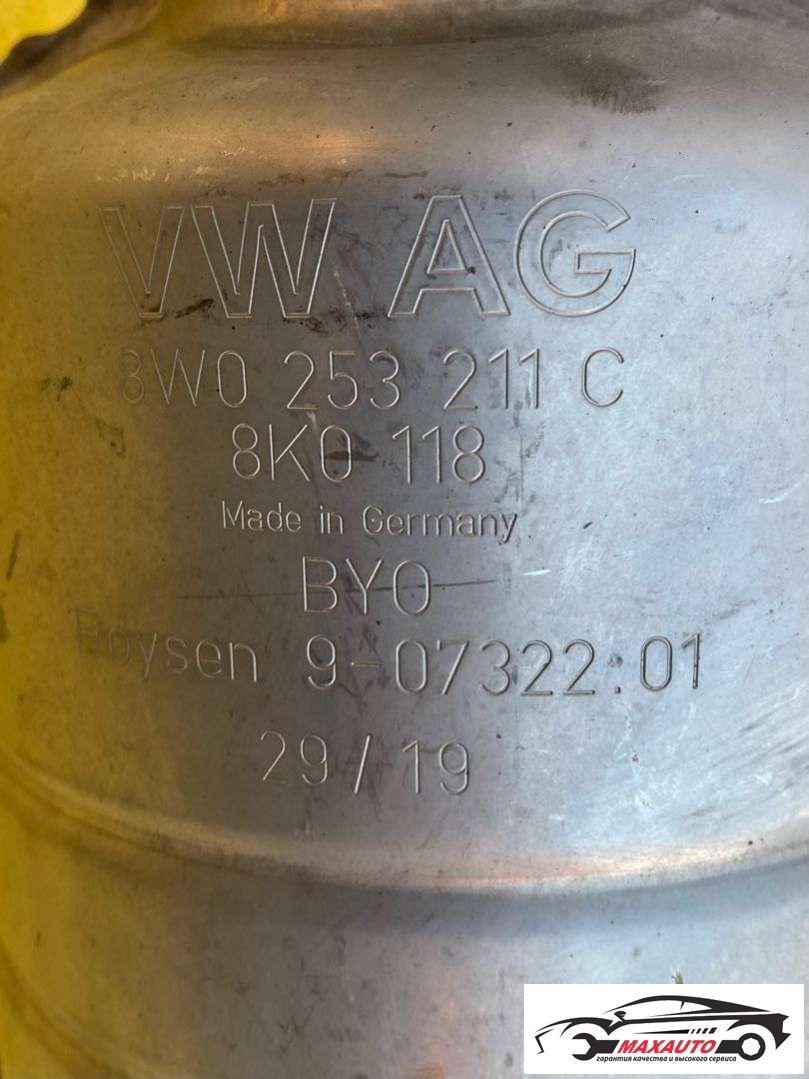 VW AG
8W0 253 211 C
8K0 118
Made in Germany
BYO
Boysen 9-07322.01
29/19
MAXAUTO
гарантия качества и высокого сервиса